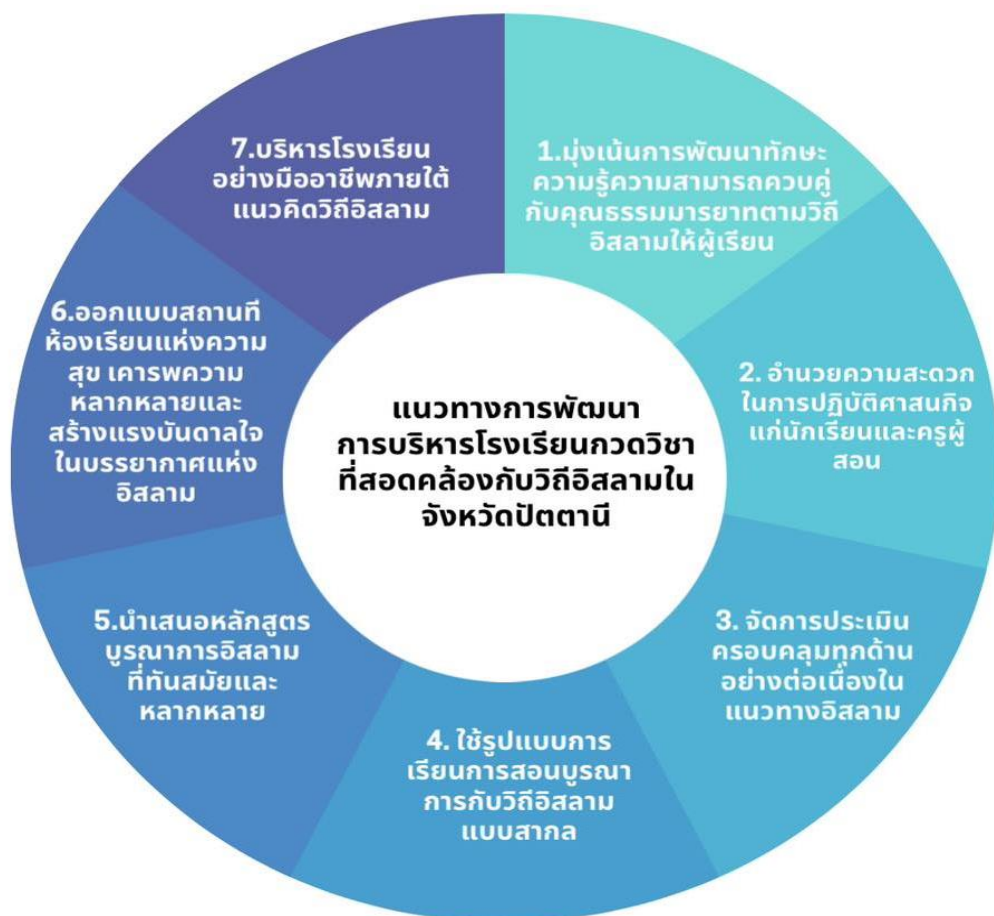 แนวทางการพัฒนา
การบริหารโรงเรียนกวดวิชา
ที่สอดคล้องกับวิถีอิสลามใน
จังหวัดปัตตานี
1.มุ่งเน้นการพัฒนาทักษะ
ความรู้ความสามารถควบคู่
กับคุณธรรมมารยาทตามวิถี
อิสลามให้ผู้เรียน
2. อำนวยความสะดวก
ในการปฏิบัติศาสนกิจ
แก่นักเรียนและครูผู้
สอน
3. จัดการประเมิน
ครอบคลุมทุกด้าน
อย่างต่อเนื่องใน
แนวทางอิสลาม
4. ใช้รูปแบบการ
เรียนการสอนบูรณา
การกับวิถีอิสลาม
แบบสากล
5.นำเสนอหลักสูตร
บูรณาการอิสลาม
ที่ทันสมัยและ
หลากหลาย
6.ออกแบบสถานที่
ห้องเรียนแห่งความ
สุข เคารพความ
หลากหลายและ
สร้างแรงบันดาลใจ
ในบรรยากาศแห่ง
อิสลาม
7.บริหารโรงเรียน
อย่างมืออาชีพภายใต้
แนวคิดวิถีอิสลาม